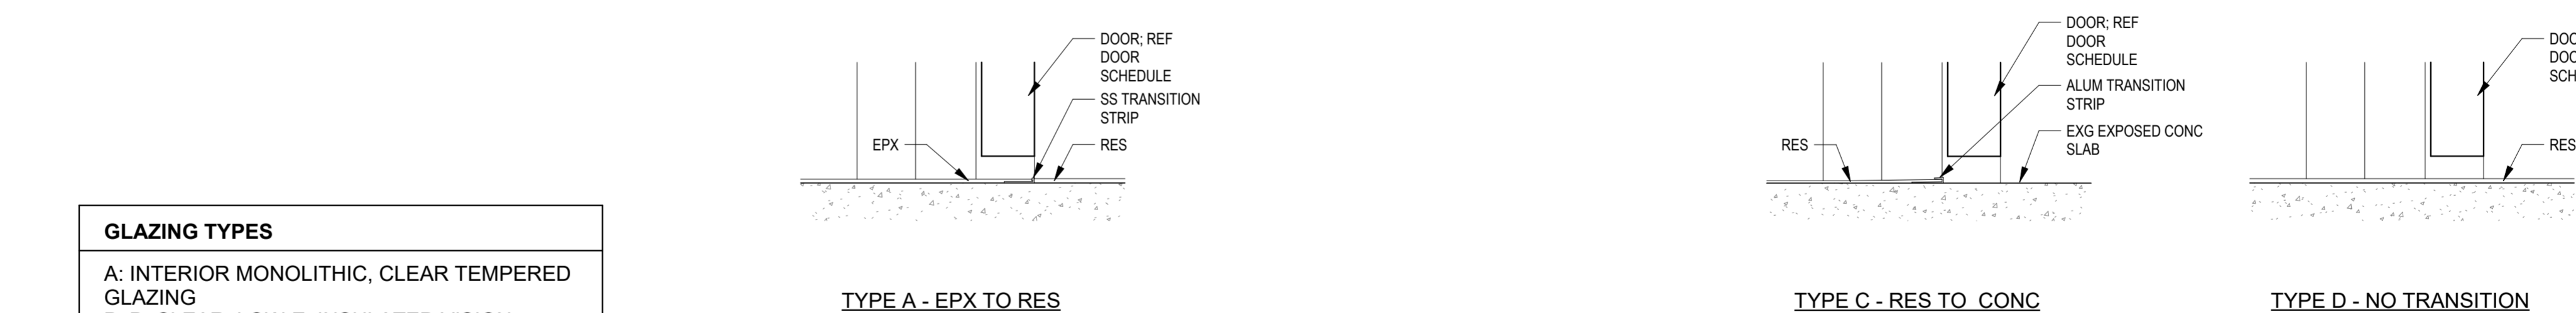 GLAZING TYPES
A: INTERIOR MONOLITHIC, CLEAR TEMPERED
GLAZING
DOOR; REF
DOOR
SCHEDULE
SS TRANSITION
STRIP
EPX
RES
TYPE A - EPX TO RES
DOOR; REF
DOOR
SCHEDULE
ALUM TRANSITION
STRIP
EXG EXPOSED CONC
SLAB
RES
TYPE C - RES TO CONC
RES
TYPE D - NO TRANSITION